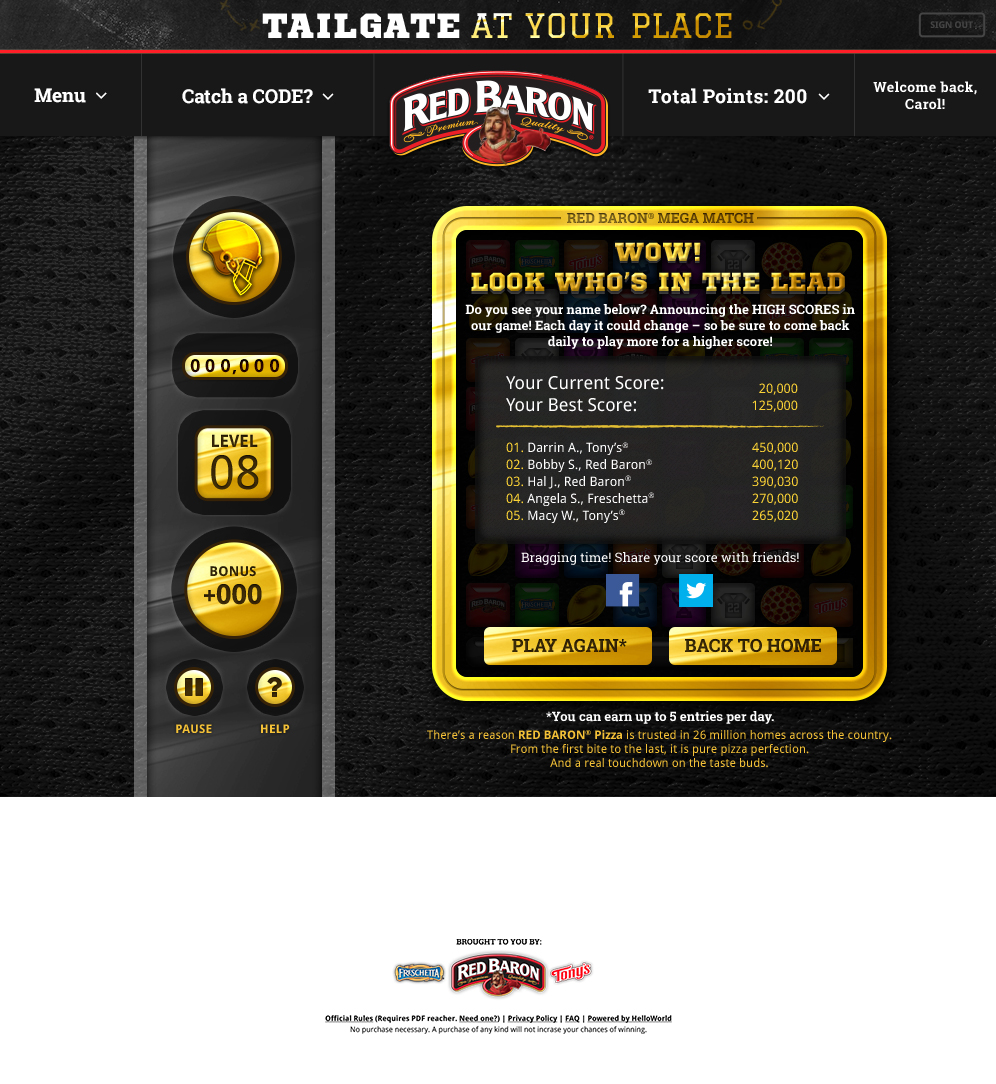 TAILGATE AT YOUR PLACE
SIGN OUT
Menu
Catch a CODE?
RED BARON
Premium Quality
Total Points: 200
Welcome back,
Carol!
000,000
LEVEL
08
BONUS
+000
PAUSE
?
HELP
RED BARON® MEGA MATCH
WOW!
LOOK WHO'S IN THE LEAD
Do you see your name below? Announcing the HIGH SCORES in
our game! Each day it could change – so be sure to come back
daily to play more for a higher score!
Your Current Score: 20,000
Your Best Score: 125,000
01. Darrin A., Tony's® 450,000
02. Bobby S., Red Baron® 400,120
03. Hal J., Red Baron® 390,030
04. Angela S., Freschetta® 270,000
05. Macy W., Tony's® 265,020
Bragging time! Share your score with friends!
f
PLAY AGAIN*
BACK TO HOME
*You can earn up to 5 entries per day.
There's a reason RED BARON® Pizza is trusted in 26 million homes across the country.
From the first bite to the last, it is pure pizza perfection.
And a real touchdown on the taste buds.
BROUGHT TO YOU BY:
FRESCHETTA
RED BARON
Premium Quality
Tony's
Official Rules (Requires PDF reacher. Need one?) | Privacy Policy | FAQ | Powered by HelloWorld
No purchase necessary. A purchase of any kind will not incrase your chances of winning.